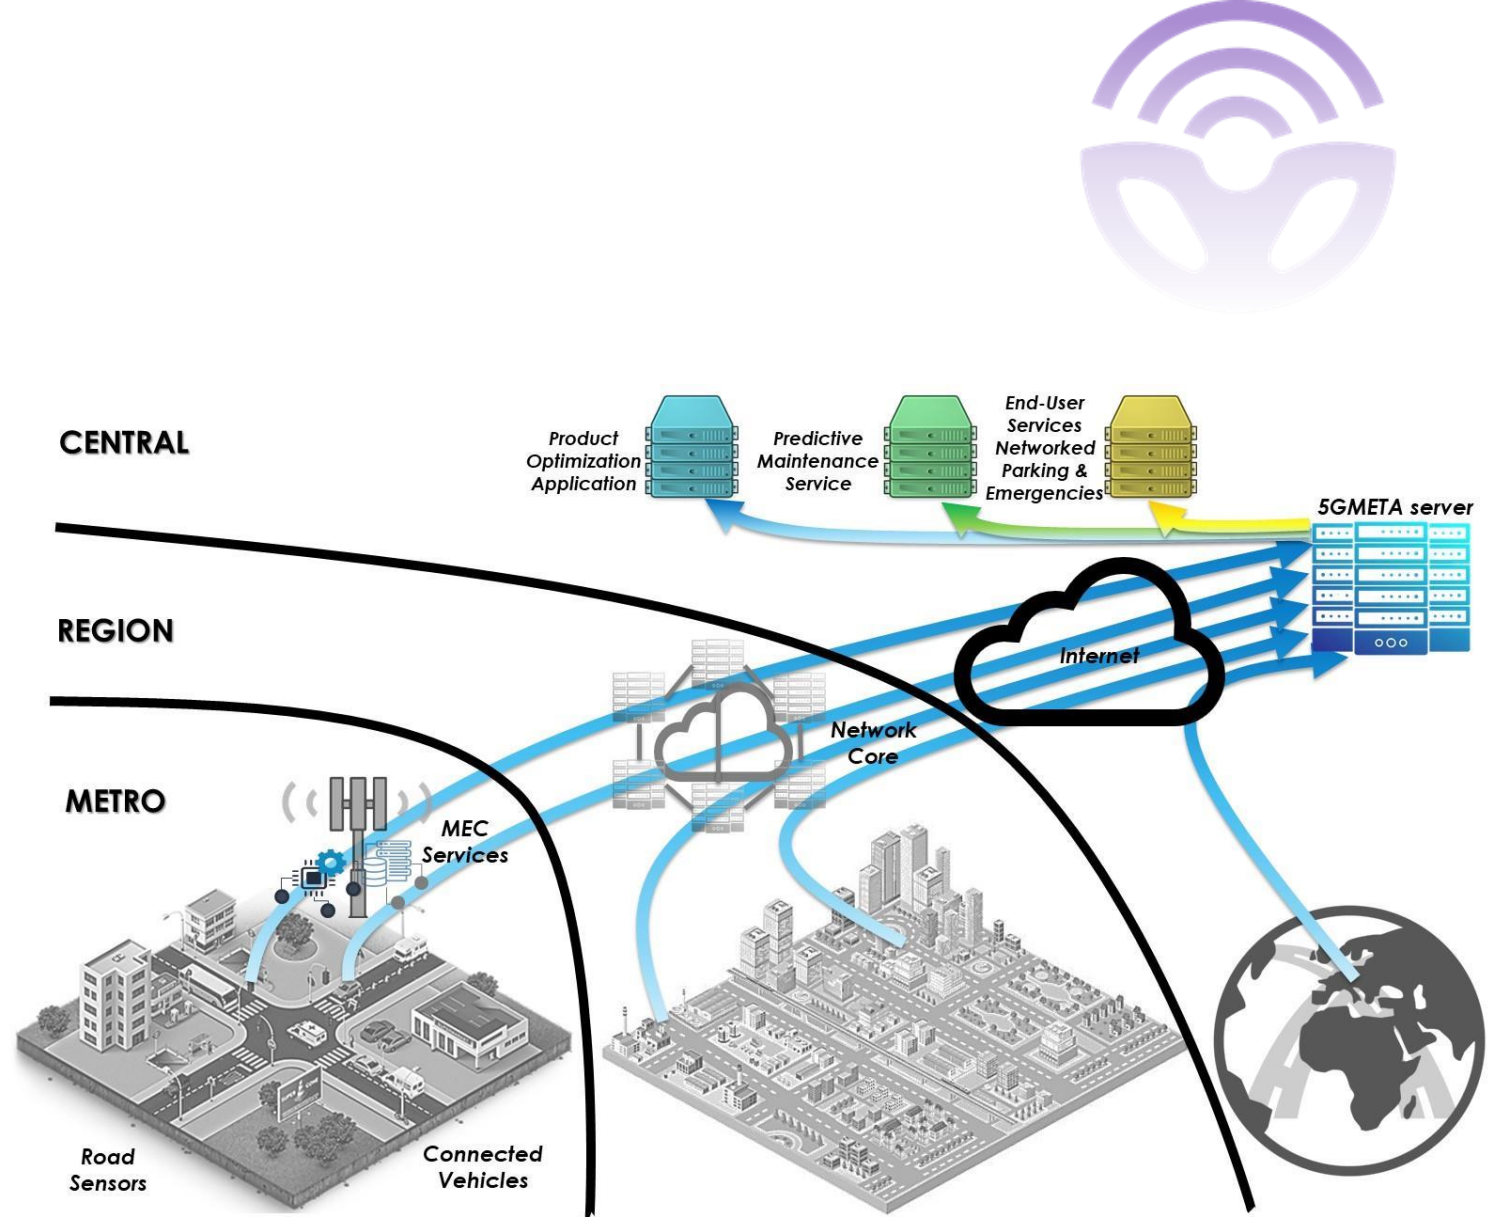 CENTRAL
Product
Optimization
Application
Predictive
Maintenance
Service
End-User
Services
Networked
Parking &
Emergencies
5GMETA server
REGION
Internet
Network
Core
METRO
MEC
Services
Road
Sensors
Connected
Vehicles